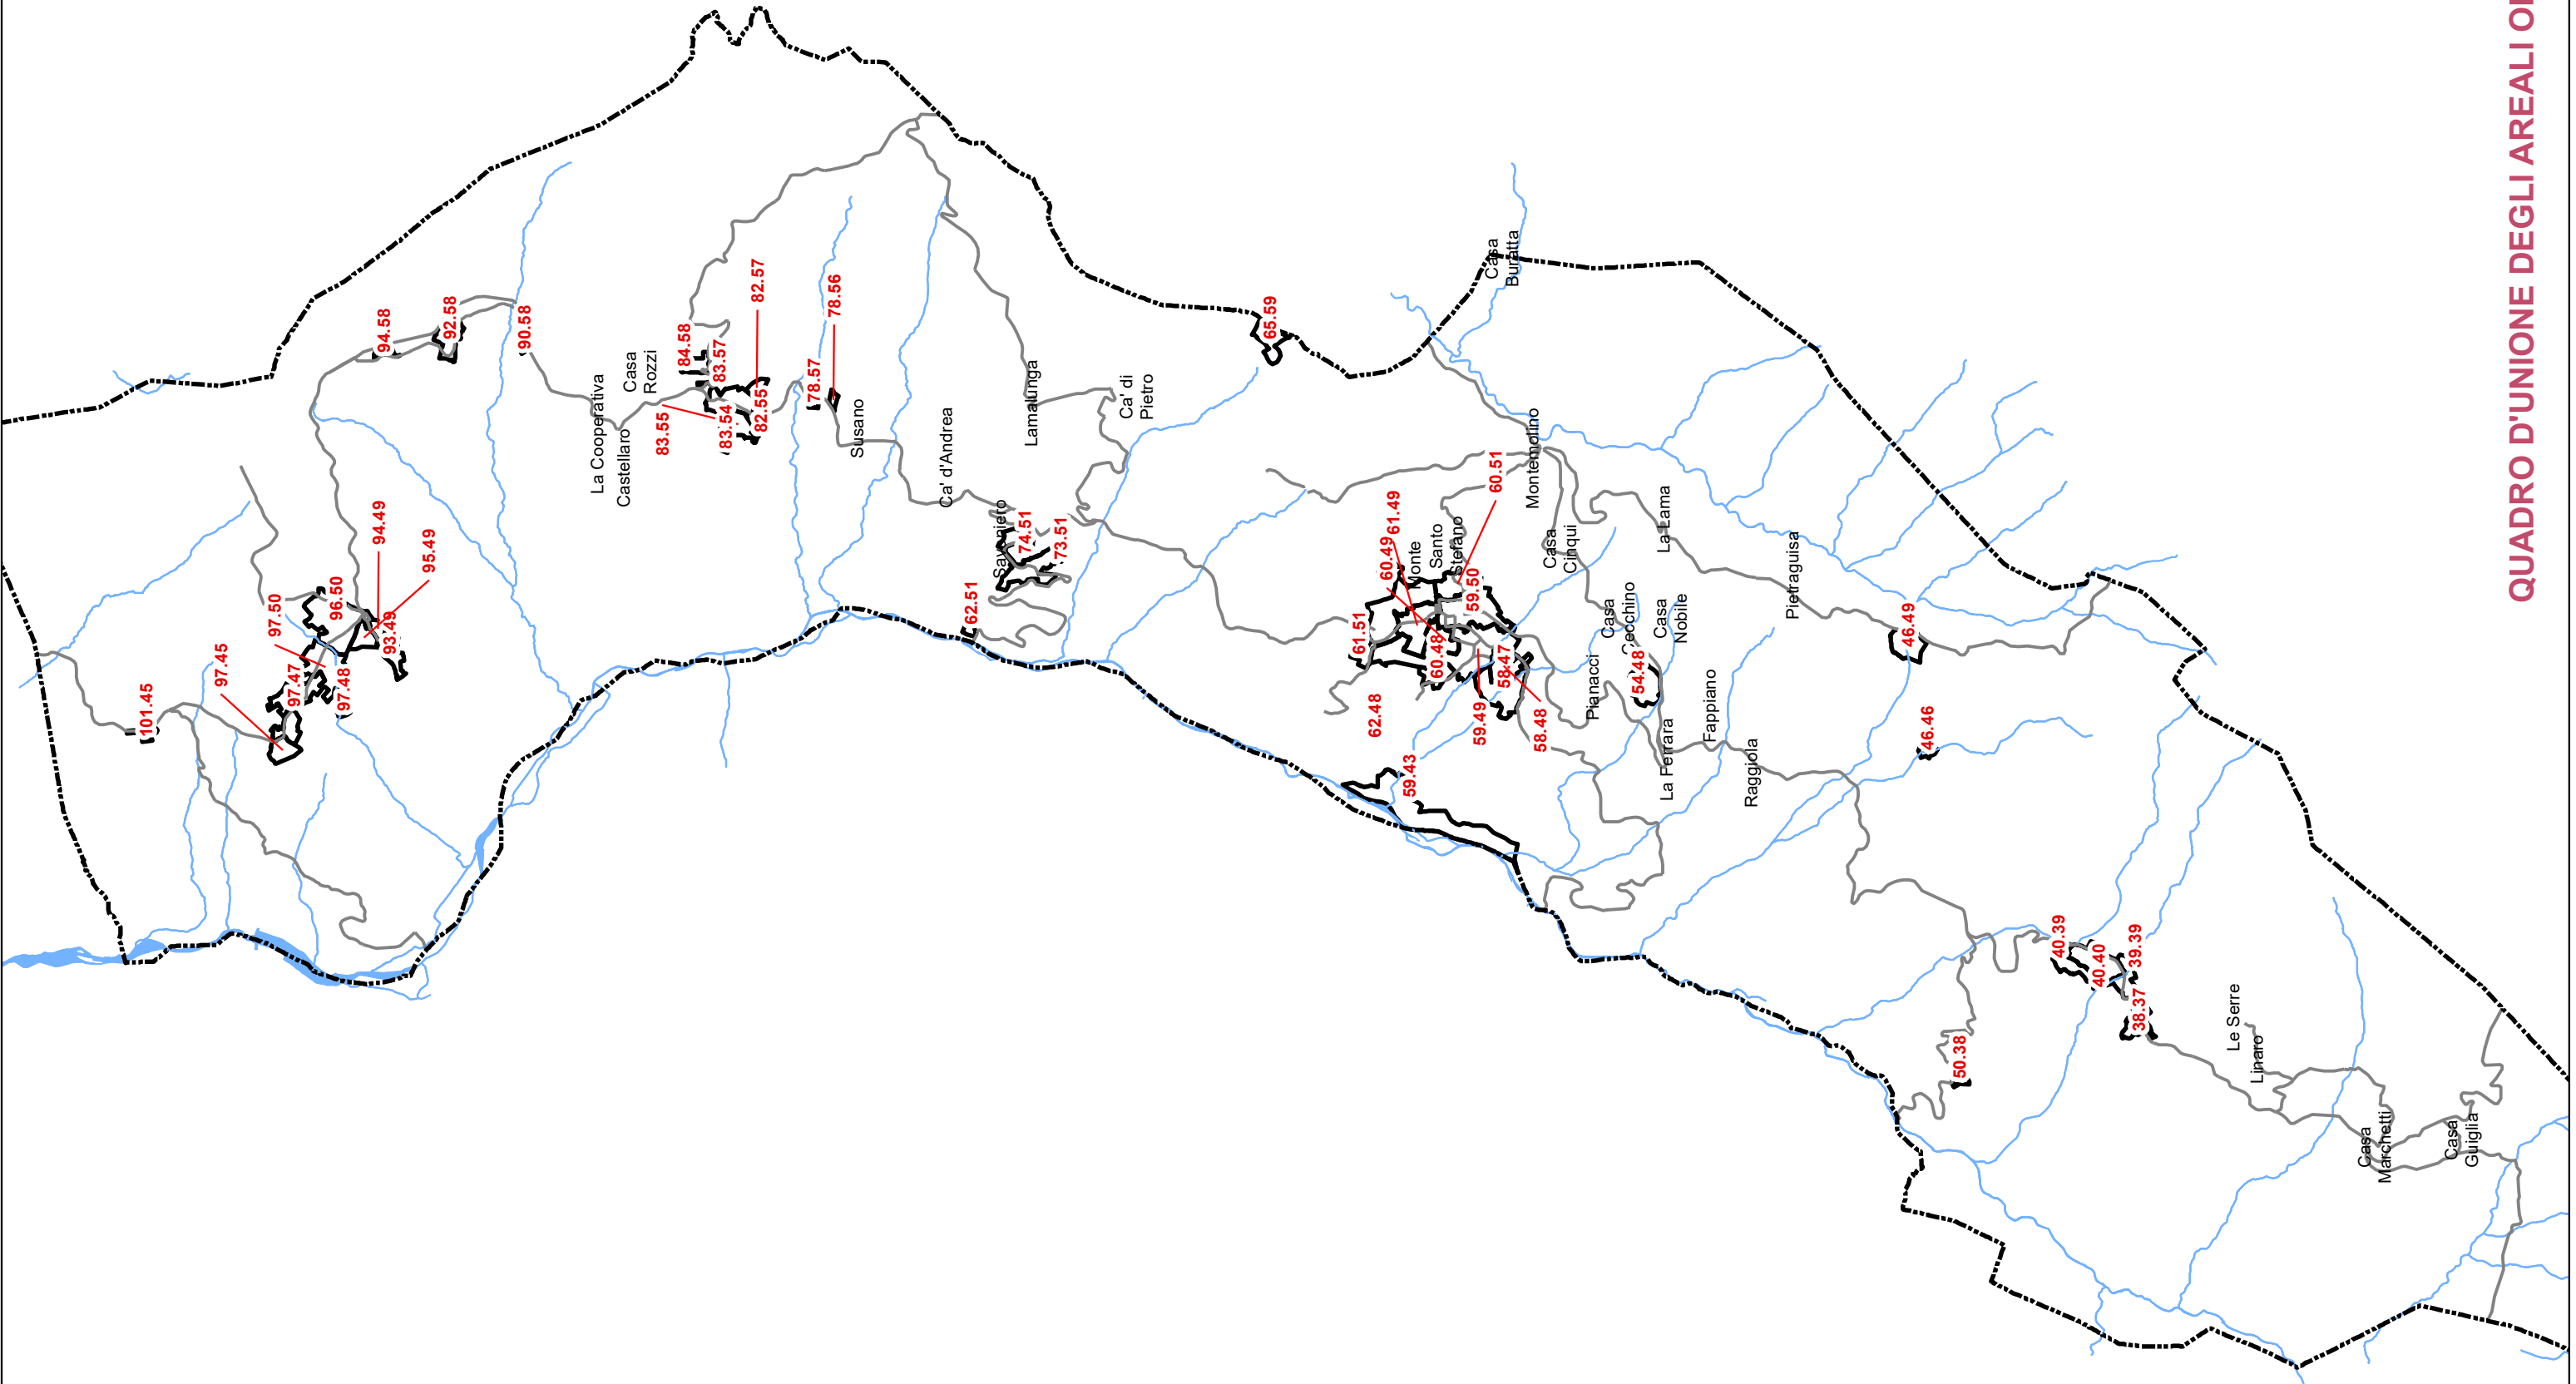 QUADRO D'UNIONE DEGLI AREALI
101.45
97.45
97.50
97.47
97.48
96.50
94.49
95.49
93.49
94.58
92.58
90.58
La Cooperativa
Castellaro
Casa
Rozzi
83.55
84.58
83.57
83.54
82.57
82.55
78.57
78.56
Susano
Ca' d'Andrea
Lamalunga
Ca' di
Pietro
Savoniero
74.51
73.51
62.51
65.59
Casa
Buratta
Montemolino
60.51
61.49
60.49
Monte
Santo
Stefano
59.50
61.51
60.48
62.48
58.47
59.49
58.48
59.43
Casa
Cinqui
La Lama
Casa
Cecchino
Casa
Nobile
Pianacci
54.48
La Ferrara
Fappiano
Raggiola
Pietraguisa
46.49
46.46
40.39
40.40
39.39
38.37
50.38
Le Serre
Linaro
Casa
Marchetti
Casa
Guiglia